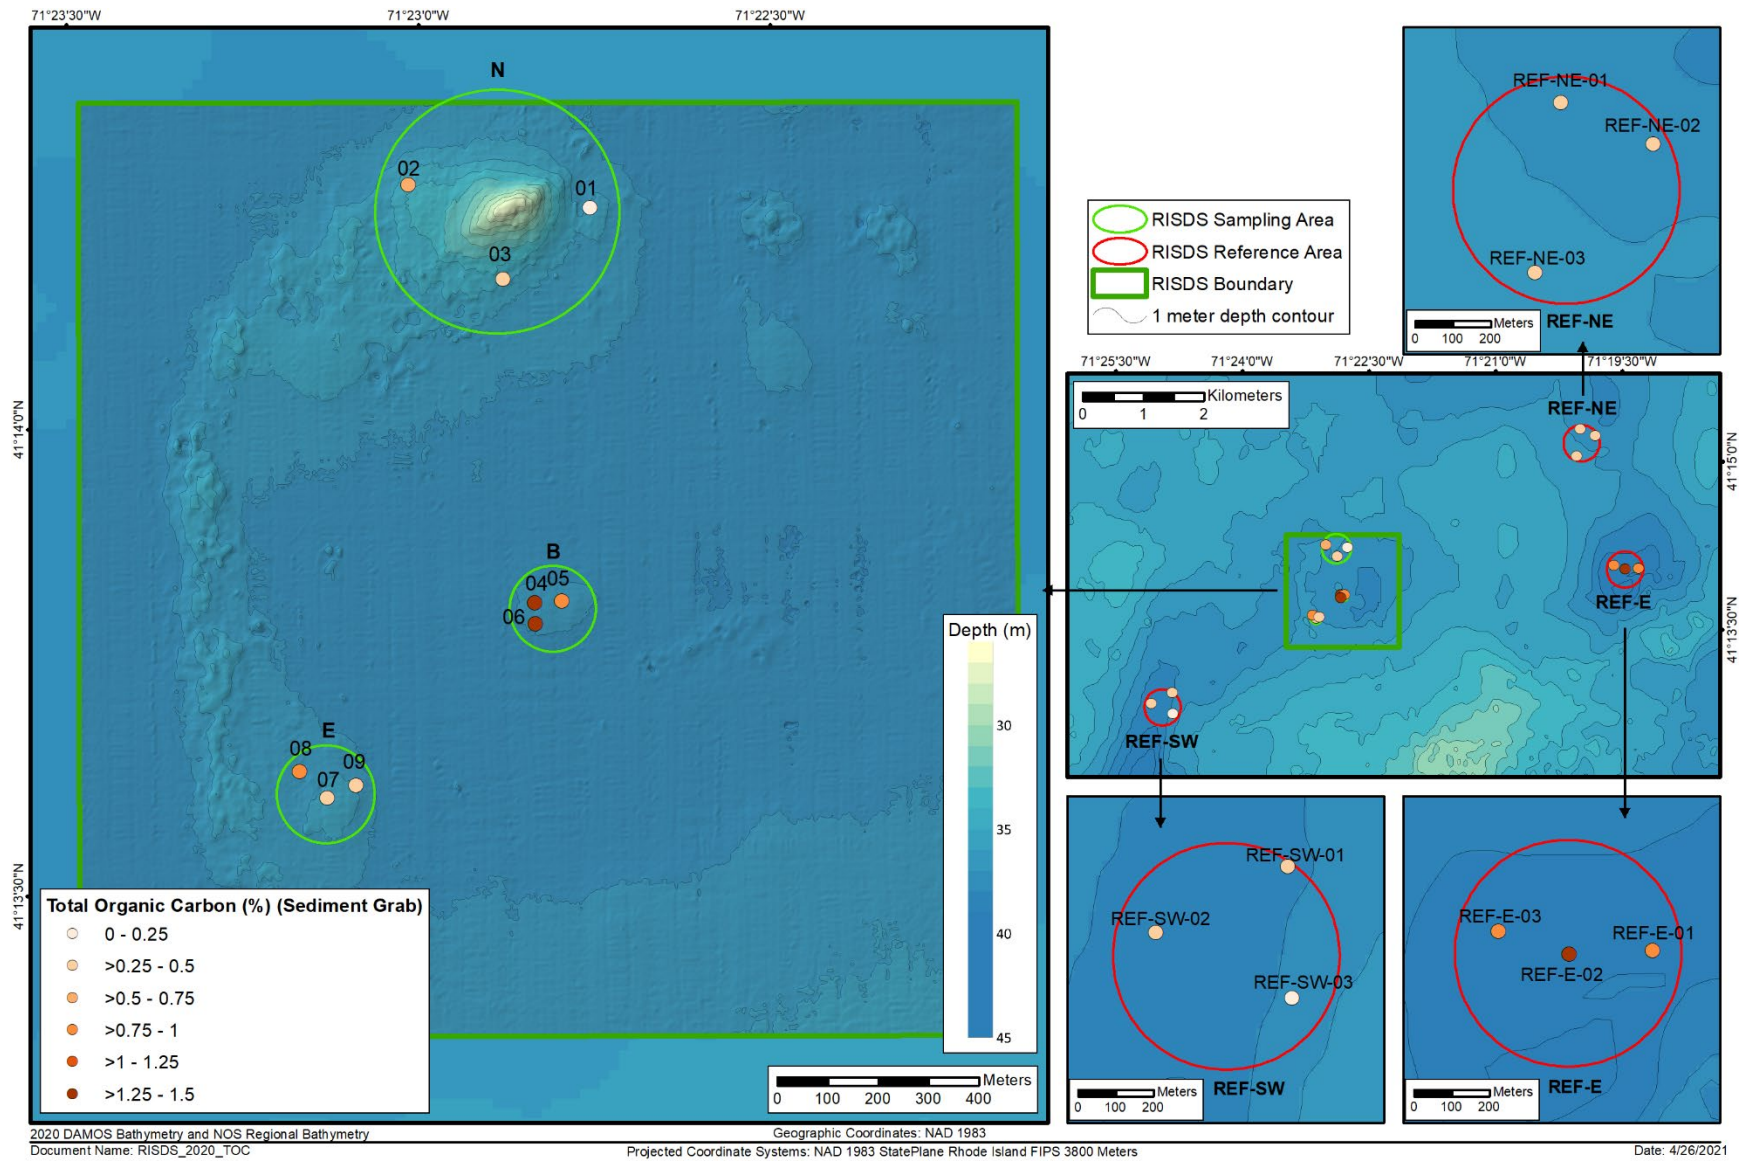 71°23'30"W
71°23'0"W
71°22'30"W
41°14'0"N
41°13'30"N
N
02
01
03
B
04
05
06
E
08
09
07
Total Organic Carbon (%) (Sediment Grab)
0 - 0.25
>0.25 - 0.5
>0.5 - 0.75
>0.75 - 1
>1 - 1.25
>1.25 - 1.5
Depth (m)
30
35
40
45
Meters
0 100 200 300 400
RISDS Sampling Area
RISDS Reference Area
RISDS Boundary
1 meter depth contour
REF-NE-01
REF-NE-02
REF-NE-03
Meters
0 100 200
REF-NE
71°25'30"W
71°24'0"W
71°22'30"W
71°21'0"W
71°19'30"W
41°15'0"N
41°13'30"N
Kilometers
0 1 2
REF-NE
REF-E
REF-SW
REF-SW-01
REF-SW-02
REF-SW-03
Meters
0 100 200
REF-SW
REF-E-03
REF-E-01
REF-E-02
Meters
0 100 200
REF-E
2020 DAMOS Bathymetry and NOS Regional Bathymetry
Geographic Coordinates: NAD 1983
Document Name: RISDS_2020_TOC
Projected Coordinate Systems: NAD 1983 StatePlane Rhode Island FIPS 3800 Meters
Date: 4/26/2021